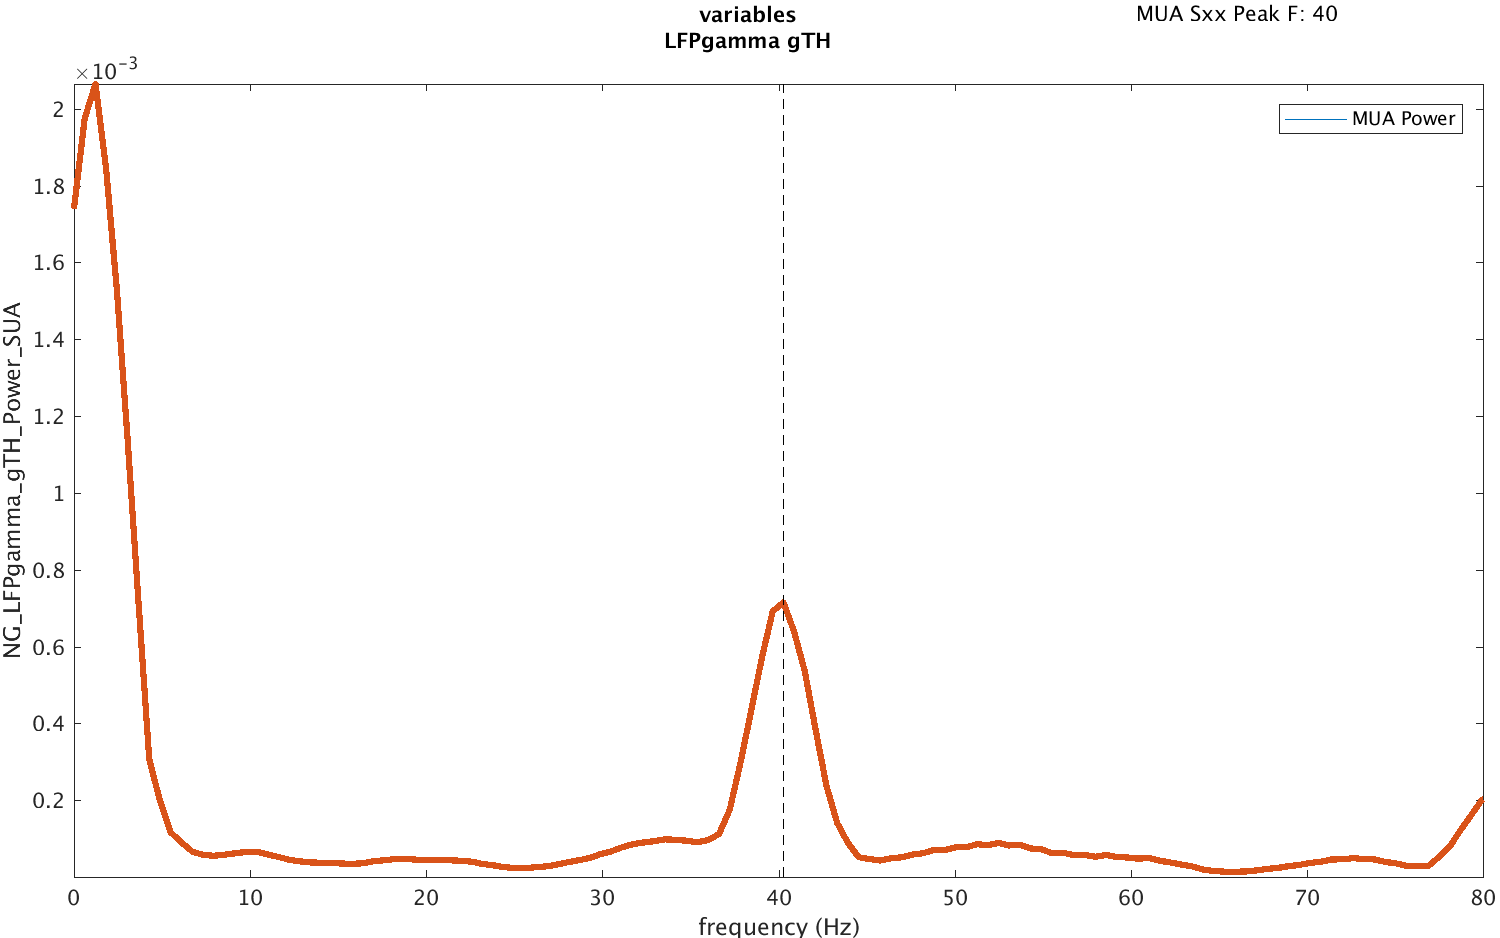 variables
LFPgamma gTH
MUA Sxx Peak F: 40
×10⁻³
MUA Power
2
1.8
1.6
1.4
1.2
1
0.8
0.6
0.4
0.2
NG_LFPgamma_gTH_Power_SUA
0 10 20 30 40 50 60 70 80
frequency (Hz)